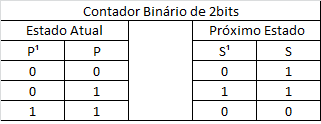 Contador Binário de 2bits
Estado Atual Próximo Estado
P¹ P S¹ S
0 0 0 1
0 1 1 1
1 1 0 0